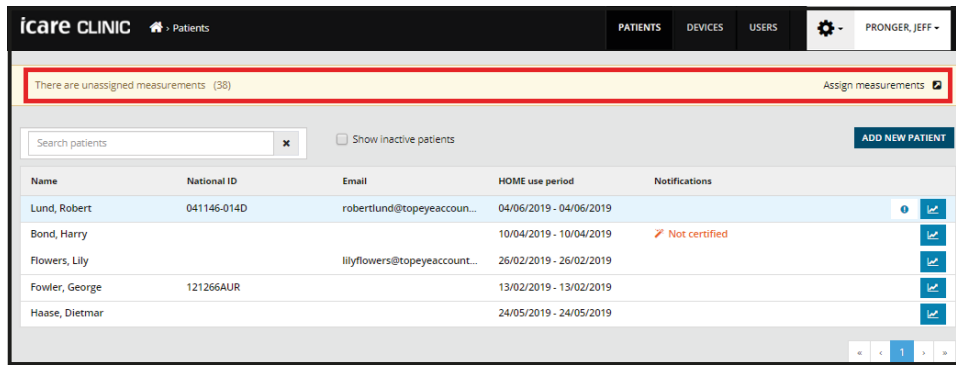 icare CLINIC > Patients PATIENTS DEVICES USERS PRONGER, JEFF
There are unassigned measurements (38) Assign measurements
Search patients × Show inactive patients ADD NEW PATIENT
Name National ID Email HOME use period Notifications
Lund, Robert 041146-014D robertlund@topeyeaccoun... 04/06/2019 - 04/06/2019
Bond, Harry 10/04/2019 - 10/04/2019 Not certified
Flowers, Lily lilyflowers@topeyeaccount... 26/02/2019 - 26/02/2019
Fowler, George 121266AUR 13/02/2019 - 13/02/2019
Haase, Dietmar 24/05/2019 - 24/05/2019
« ‹ 1 › »